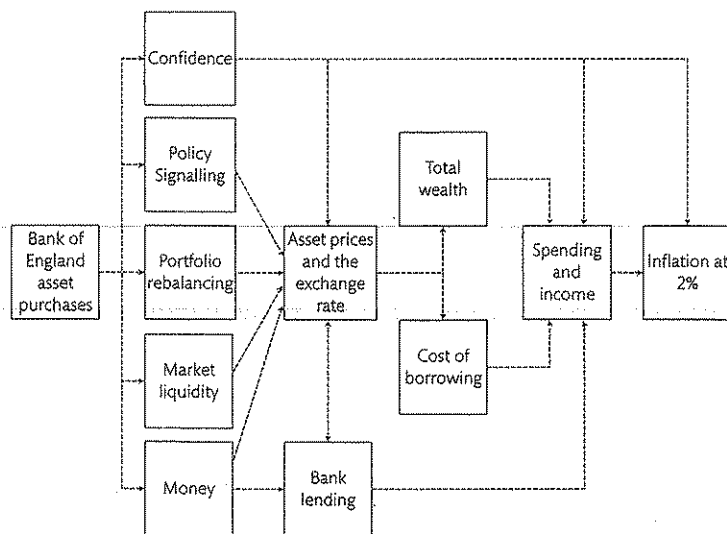 Confidence
Policy
Signalling
Total
wealth
Bank of
England
asset
purchases
Portfolio
rebalancing
Asset prices
and the
exchange
rate
Spending
and
income
Inflation at
2%
Market
liquidity
Cost of
borrowing
Money
Bank
lending